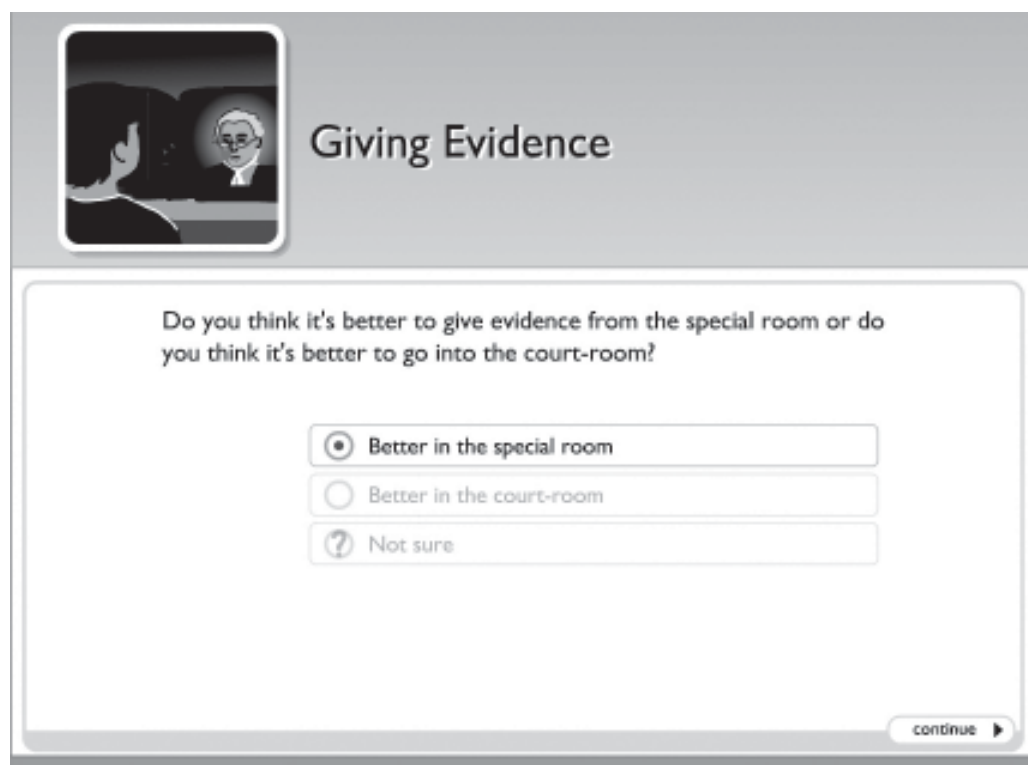 Giving Evidence
Do you think it's better to give evidence from the special room or do
you think it's better to go into the court-room?
Better in the special room
Better in the court-room
? Not sure
continue